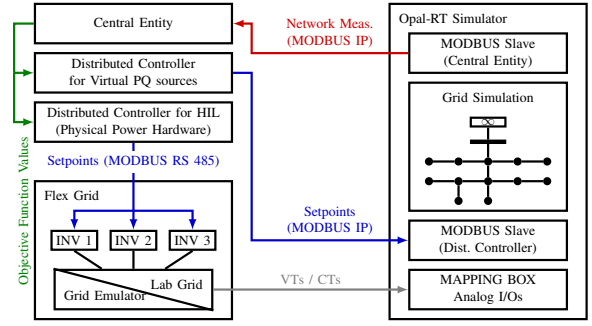 Central Entity
Distributed Controller
for Virtual PQ sources
Distributed Controller for HIL
(Physical Power Hardware)
Objective Function Values
Setpoints (MODBUS RS 485)
Flex Grid
INV 1
INV 2
INV 3
Grid Emulator
Lab Grid
Network Meas.
(MODBUS IP)
Setpoints
(MODBUS IP)
VTs / CTs
Opal-RT Simulator
MODBUS Slave
(Central Entity)
Grid Simulation
∞
MODBUS Slave
(Dist. Controller)
MAPPING BOX
Analog I/Os